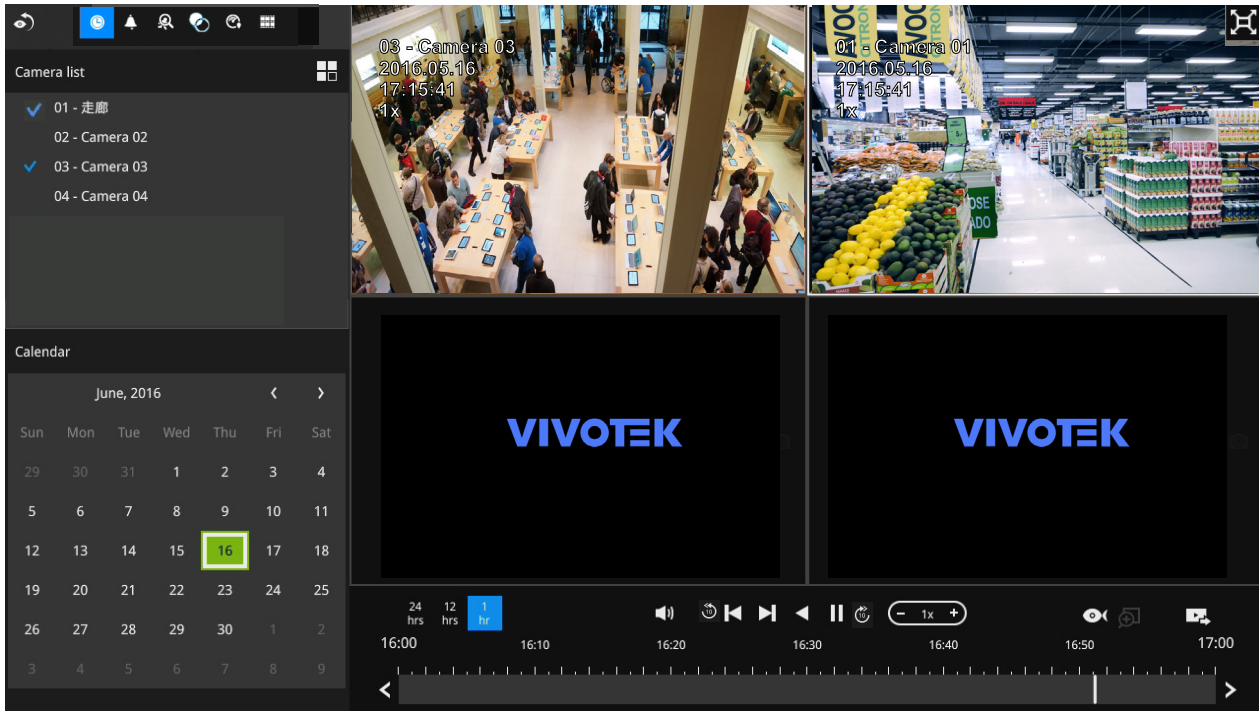 Camera list
01 - 走廊
02 - Camera 02
03 - Camera 03
04 - Camera 04
Calendar
June, 2016
Sun Mon Tue Wed Thu Fri Sat
29 30 31 1 2 3 4
5 6 7 8 9 10 11
12 13 14 15 16 17 18
19 20 21 22 23 24 25
26 27 28 29 30 1 2
3 4 5 6 7 8 9
03 - Camera 03
2016.05.16
17:15:41
1x
01 - Camera 01
2016.05.16
17:15:41
1x
VIVOTEK
VIVOTEK
24 hrs
12 hrs
1 hr
10
10
− 1x +
16:00 16:10 16:20 16:30 16:40 16:50 17:00